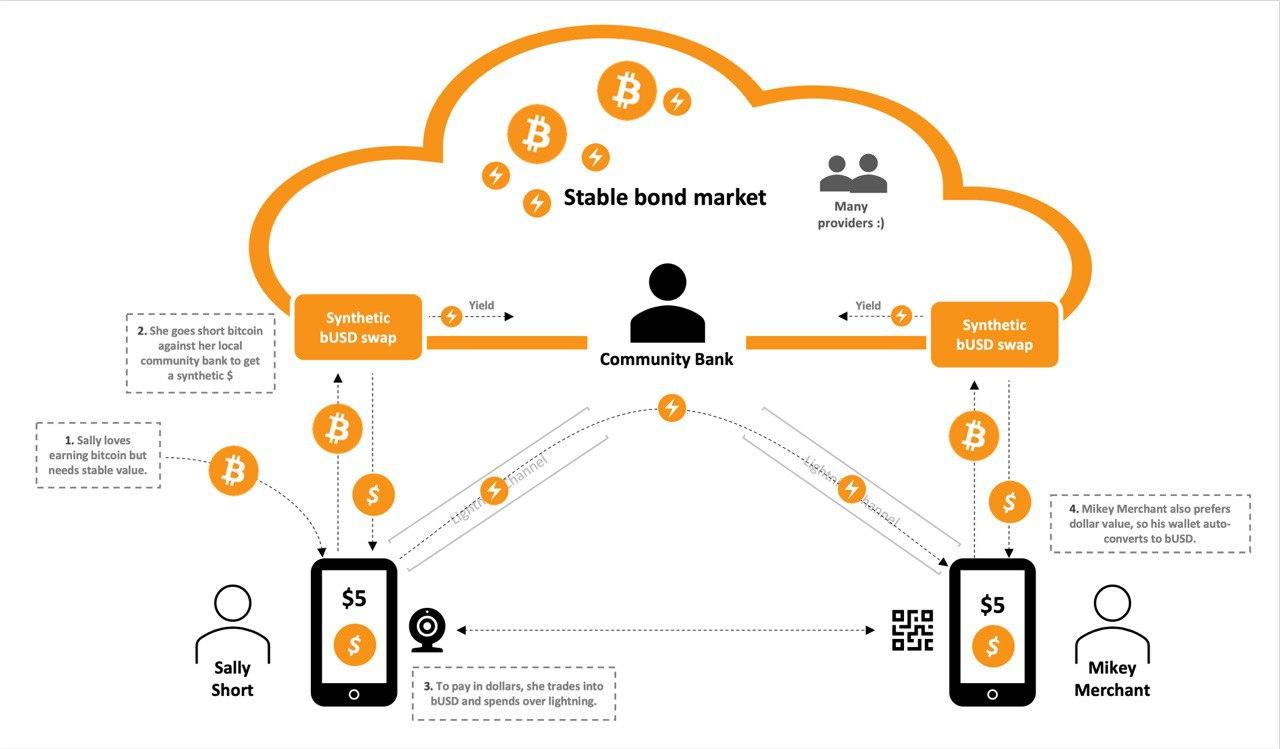 Stable bond market
Many
providers :)
Synthetic
bUSD swap
Yield
Community Bank
Yield
Synthetic
bUSD swap
2. She goes short bitcoin
against her local
community bank to get
a synthetic $
1. Sally loves
earning bitcoin but
needs stable value.
$
Lightning Channel
Lightning Channel
$
4. Mikey Merchant also prefers
dollar value, so his wallet auto-
converts to bUSD.
$5
$
Sally
Short
3. To pay in dollars, she trades into
bUSD and spends over lightning.
$5
$
Mikey
Merchant